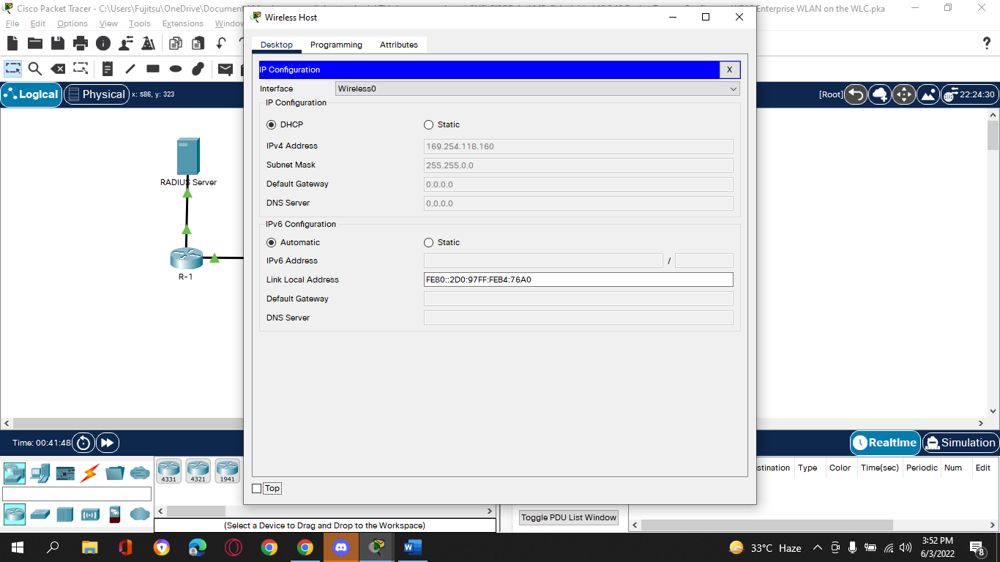 Cisco Packet Tracer - C:\Users\Fujitsu\OneDrive\Document
Enterprise WLAN on the WLC.pka
File Edit Options View Tools Extensions Window
Wireless Host
Desktop Programming Attributes
IP Configuration X
Interface Wireless0
IP Configuration
DHCP Static
IPv4 Address 169.254.118.160
Subnet Mask 255.255.0.0
Default Gateway 0.0.0.0
DNS Server 0.0.0.0
IPv6 Configuration
Automatic Static
IPv6 Address /
Link Local Address FE80::2D0:97FF:FEB4:76A0
Default Gateway
DNS Server
Top
Logical Physical x: 586, y: 323
[Root] 22:24:30
RADIUS Server
R-1
Time: 00:41:48
Realtime Simulation
4331 4321 1941
(Select a Device to Drag and Drop to the Workspace)
Toggle PDU List Window
stination Type Color Time(sec) Periodic Num Edit
33°C Haze
3:52 PM
6/3/2022
8